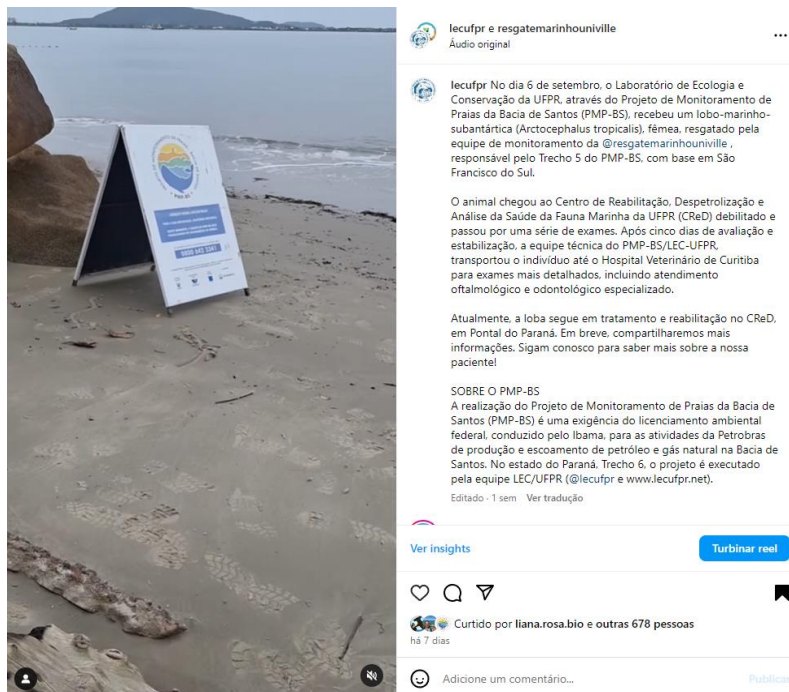 lecufpr e resgatemarinhouniville
Áudio original
lecufpr No dia 6 de setembro, o Laboratório de Ecologia e
Conservação da UFPR, através do Projeto de Monitoramento de
Praias da Bacia de Santos (PMP-BS), recebeu um lobo-marinho-
subantártica (Arctocephalus tropicalis), fêmea, resgatado pela
equipe de monitoramento da @resgatemarinhouniville ,
responsável pelo Trecho 5 do PMP-BS, com base em São
Francisco do Sul.
O animal chegou ao Centro de Reabilitação, Despetrolização e
Análise da Saúde da Fauna Marinha da UFPR (CReD) debilitado e
passou por uma série de exames. Após cinco dias de avaliação e
estabilização, a equipe técnica do PMP-BS/LEC-UFPR,
transportou o indivíduo até o Hospital Veterinário de Curitiba
para exames mais detalhados, incluindo atendimento
oftalmológico e odontológico especializado.
Atualmente, a loba segue em tratamento e reabilitação no CReD,
em Pontal do Paraná. Em breve, compartilharemos mais
informações. Sigam conosco para saber mais sobre a nossa
paciente!
SOBRE O PMP-BS
A realização do Projeto de Monitoramento de Praias da Bacia de
Santos (PMP-BS) é uma exigência do licenciamento ambiental
federal, conduzido pelo Ibama, para as atividades da Petrobras
de produção e escoamento de petróleo e gás natural na Bacia de
Santos. No estado do Paraná, Trecho 6, o projeto é executado
pela equipe LEC/UFPR (@lecufpr e www.lecufpr.net).
Editado · 1 sem Ver tradução
Ver insights
Turbinar reel
Curtido por liana.rosa.bio e outras 678 pessoas
há 7 dias
Adicione um comentário...
Publicar